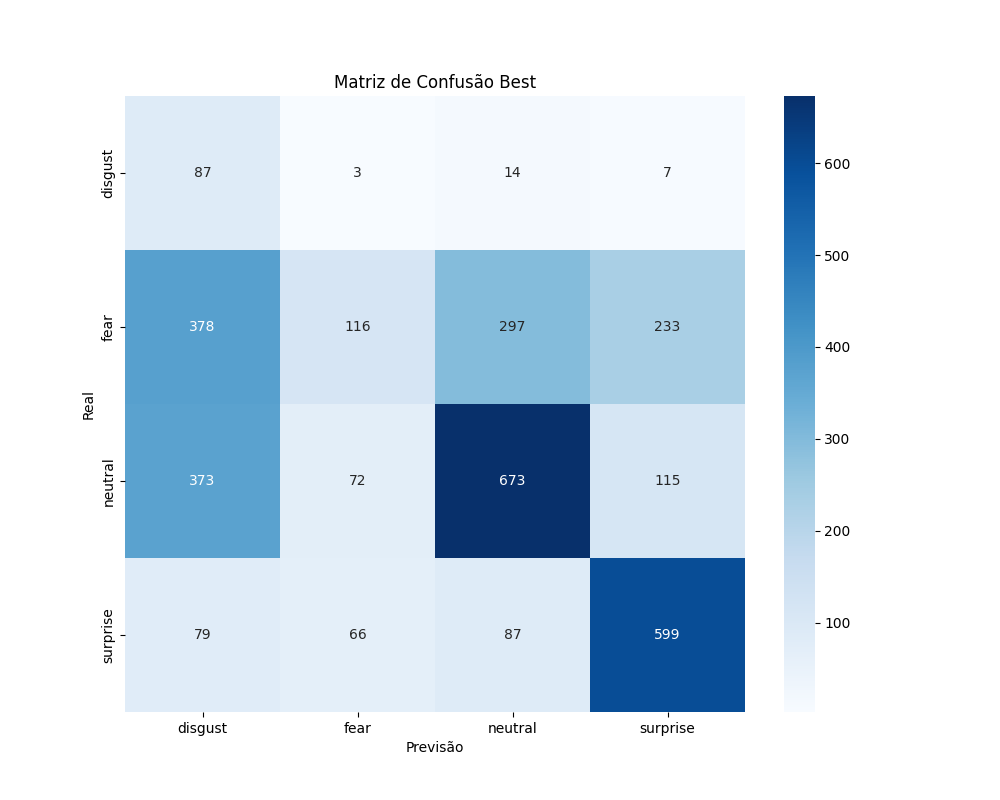 Matriz de Confusão Best
disgust
87 3 14 7
fear
378 116 297 233
neutral
373 72 673 115
surprise
79 66 87 599
Real
disgust fear neutral surprise
Previsão
600
500
400
300
200
100